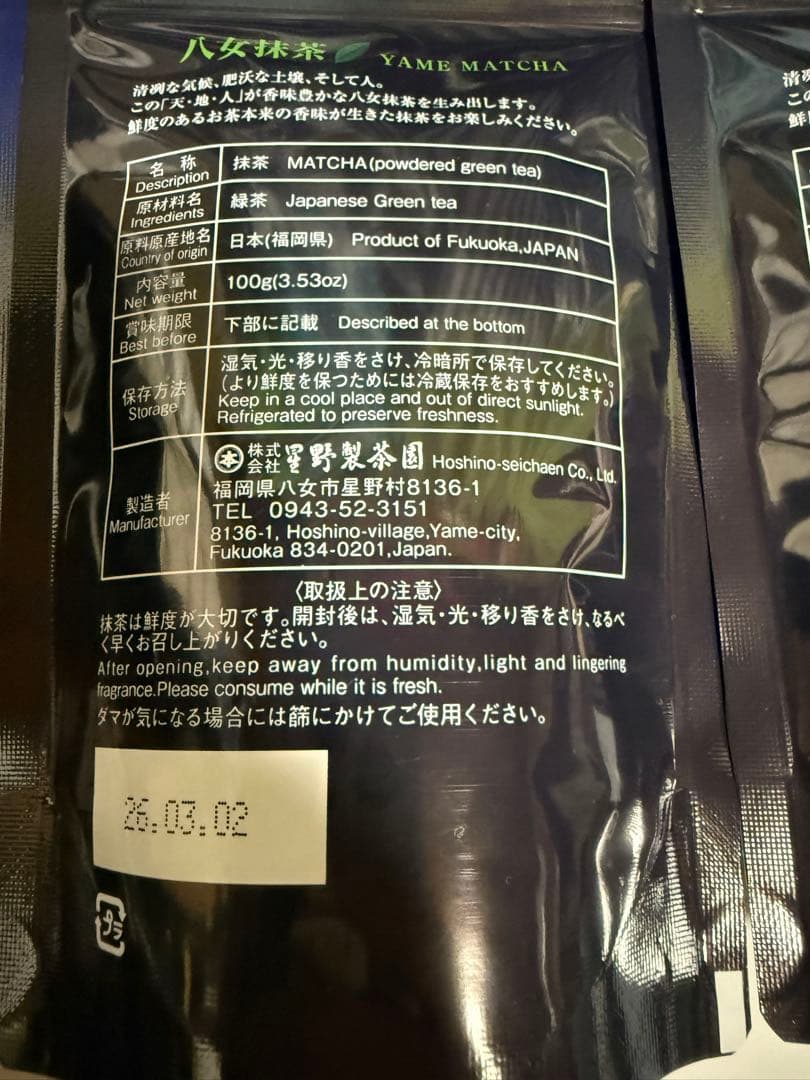 八女抹茶 YAME MATCHA
清冽な気候、肥沃な土壌、そして人。
この「天・地・人」が香味豊かな八女抹茶を生み出します。
鮮度のあるお茶本来の香味が生きた抹茶をお楽しみください。
名称 抹茶 MATCHA(powdered green tea)
Description
原材料名 緑茶 Japanese Green tea
Ingredients
原料原産地名 日本(福岡県) Product of Fukuoka,JAPAN
Country of origin
内容量 100g(3.53oz)
Net weight
賞味期限 下部に記載 Described at the bottom
Best before
保存方法
Storage
湿気・光・移り香をさけ、冷暗所で保存してください。
(より鮮度を保つためには冷蔵保存をおすすめします。)
Keep in a cool place and out of direct sunlight.
Refrigerated to preserve freshness.
製造者
Manufacturer
本 株式会社 星野製茶園 Hoshino-seichaen Co., Ltd.
福岡県八女市星野村8136-1
TEL 0943-52-3151
8136-1, Hoshino-village,Yame-city,
Fukuoka 834-0201,Japan.
〈取扱上の注意〉
抹茶は鮮度が大切です。開封後は、湿気・光・移り香をさけ、なるべ
く早くお召し上がりください。
After opening,keep away from humidity,light and lingering
fragrance.Please consume while it is fresh.
ダマが気になる場合には篩にかけてご使用ください。
26.03.02
プラ
清
この
鮮